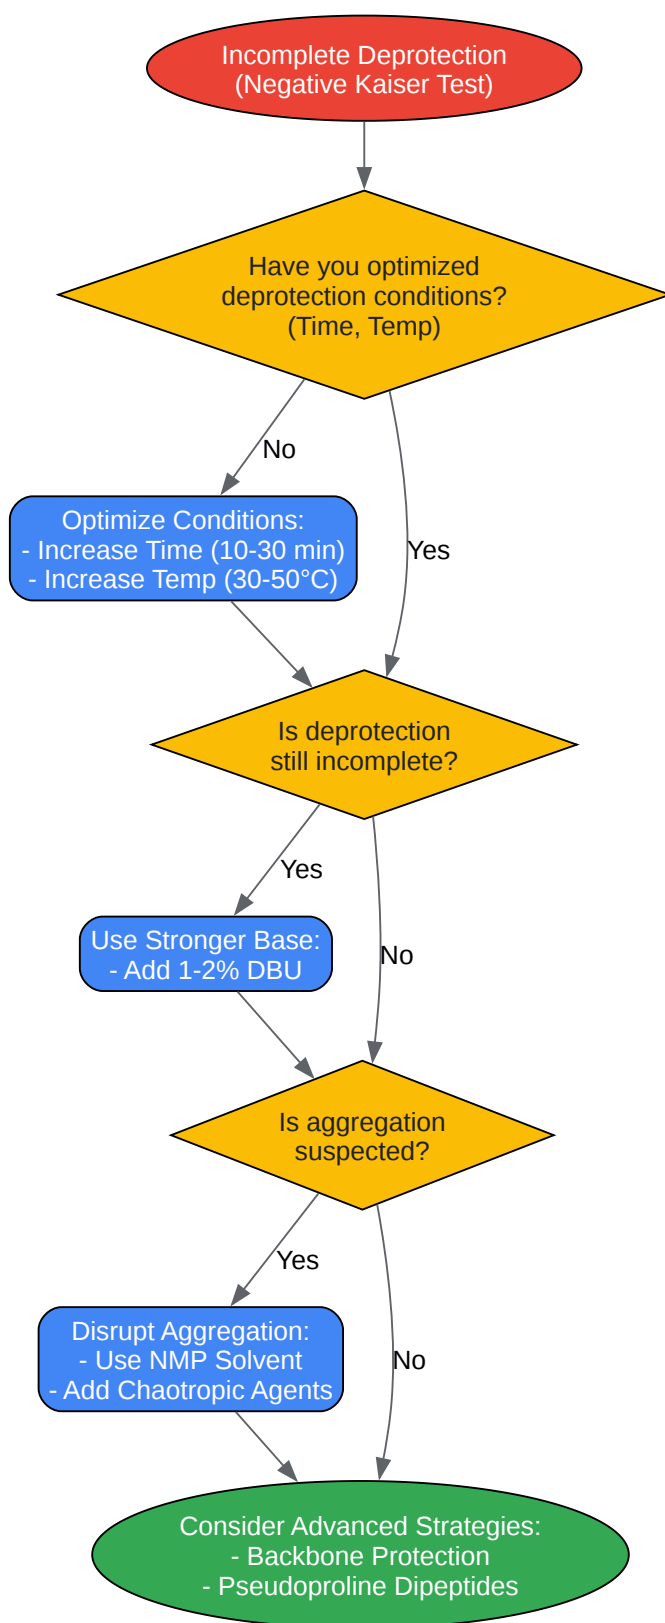 Incomplete Deprotection
(Negative Kaiser Test)
Have you optimized
deprotection conditions?
(Time, Temp)
No
Yes
Optimize Conditions:
- Increase Time (10-30 min)
- Increase Temp (30-50°C)
Is deprotection
still incomplete?
Yes
No
Use Stronger Base:
- Add 1-2% DBU
Is aggregation
suspected?
Yes
No
Disrupt Aggregation:
- Use NMP Solvent
- Add Chaotropic Agents
Consider Advanced Strategies:
- Backbone Protection
- Pseudoproline Dipeptides